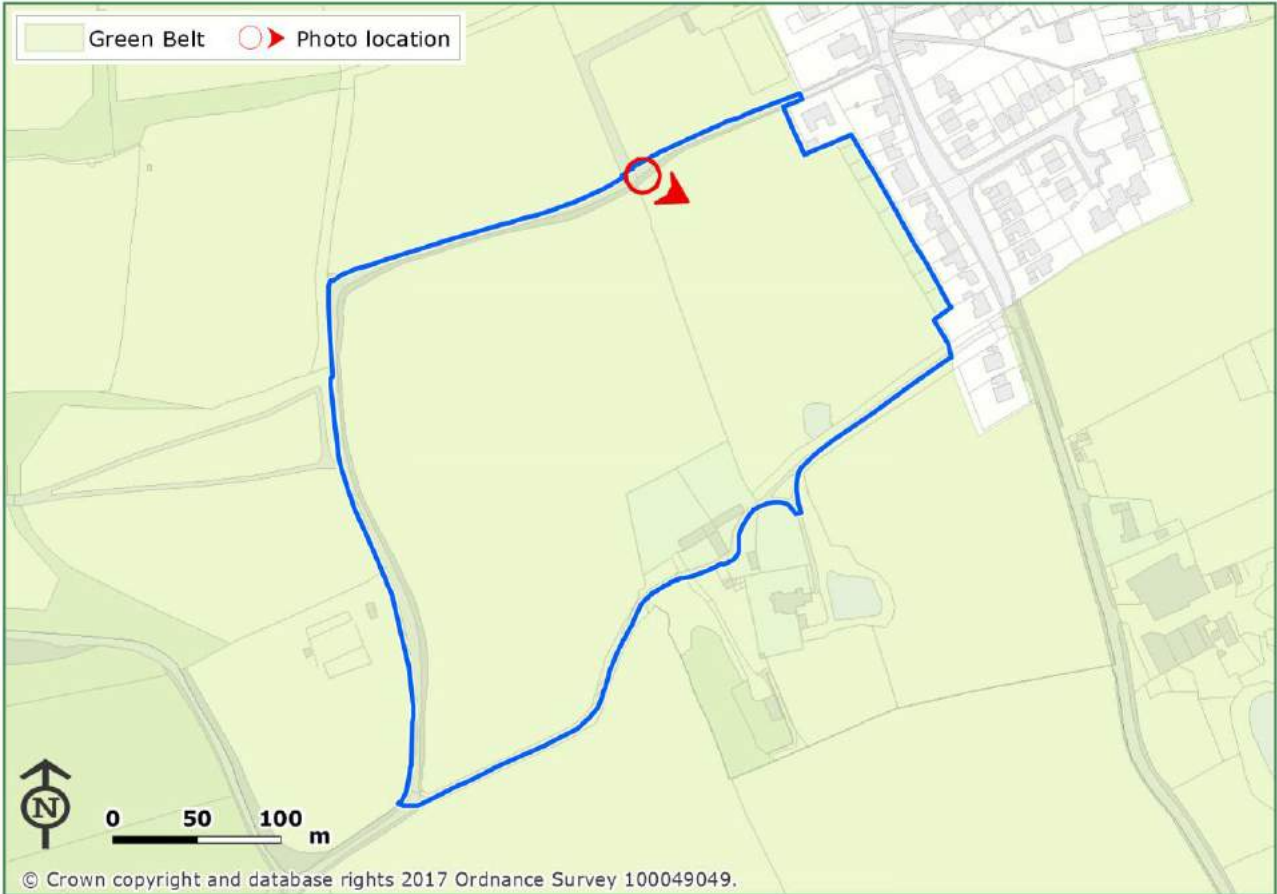 Green Belt Photo location
N
0 50 100 m
© Crown copyright and database rights 2017 Ordnance Survey 100049049.